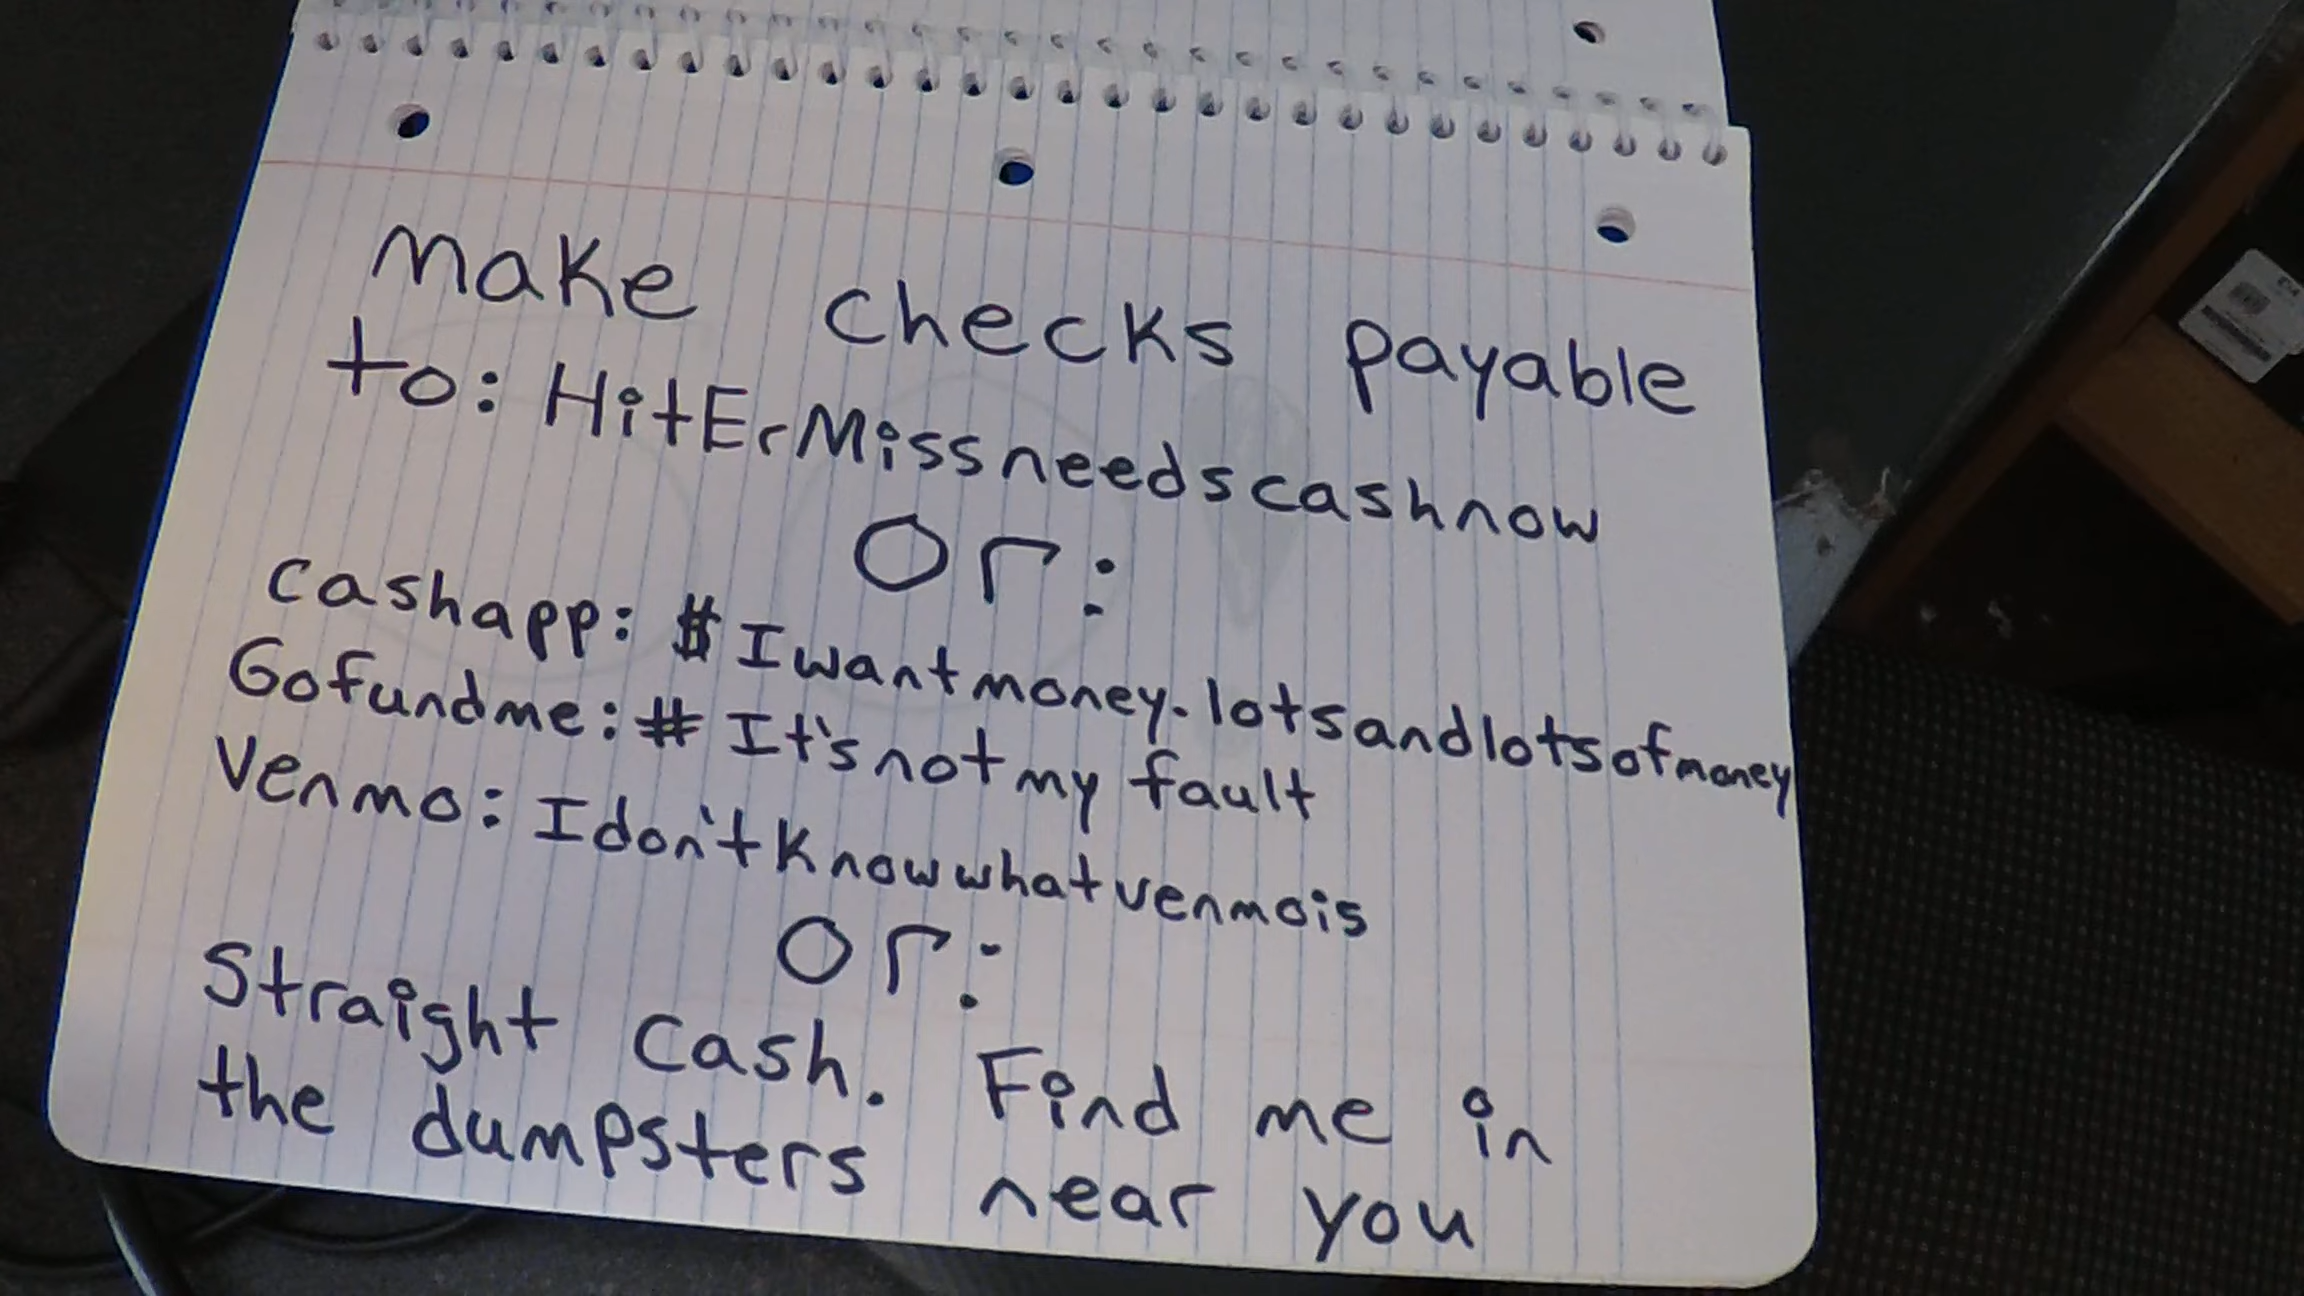 Make checks payable
to: HitErMissneedscashnow
Or:
cashapp: $Iwantmoney.lotsandlotsofmoney
Gofundme: # It'snotmy fault
Venmo: Idon'tknowwhatvenmois
Or:
Straight cash. Find me in
the dumpsters near you